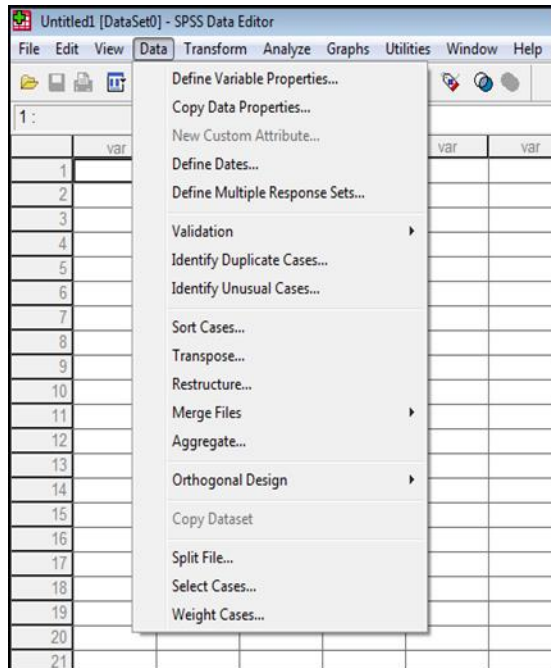 Untitled1 [DataSet0] - SPSS Data Editor
File Edit View Data Transform Analyze Graphs Utilities Window Help
1 :
var var var
Define Variable Properties...
Copy Data Properties...
New Custom Attribute...
Define Dates...
Define Multiple Response Sets...
Validation
Identify Duplicate Cases...
Identify Unusual Cases...
Sort Cases...
Transpose...
Restructure...
Merge Files
Aggregate...
Orthogonal Design
Copy Dataset
Split File...
Select Cases...
Weight Cases...
1
2
3
4
5
6
7
8
9
10
11
12
13
14
15
16
17
18
19
20
21